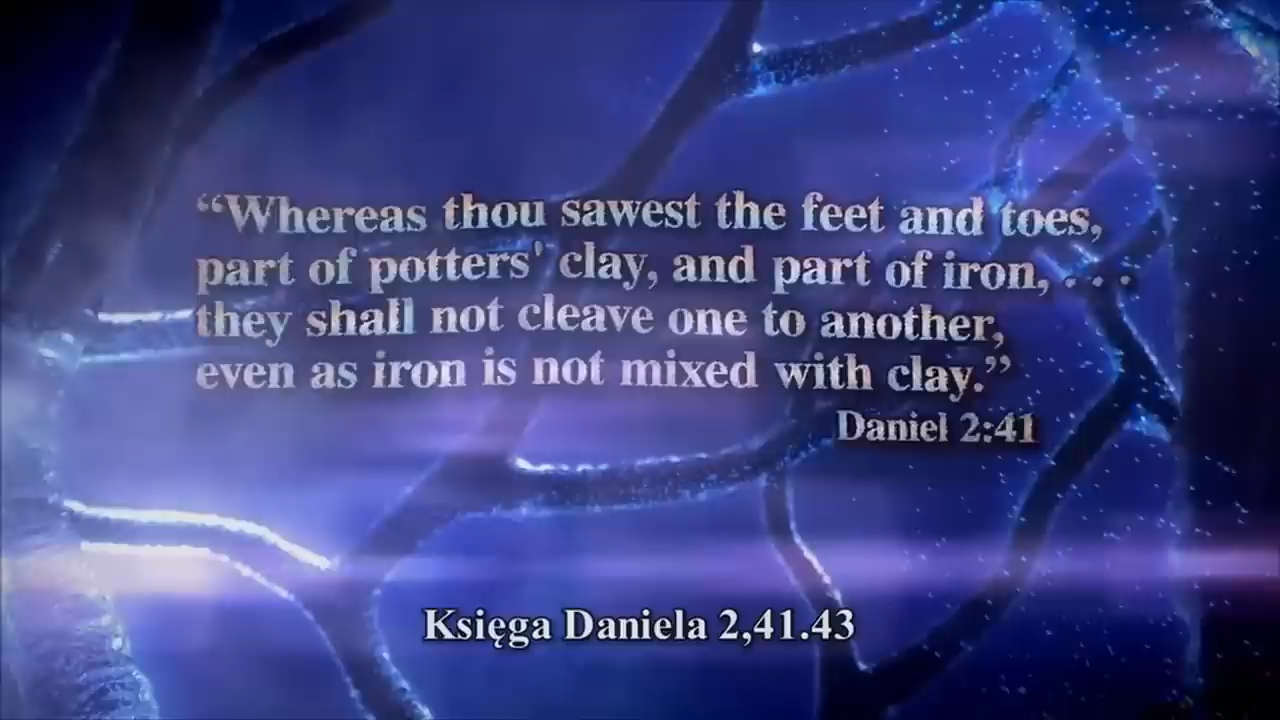 “Whereas thou sawest the feet and toes,
part of potters' clay, and part of iron, . . .
they shall not cleave one to another,
even as iron is not mixed with clay.”
Daniel 2:41
Księga Daniela 2,41.43